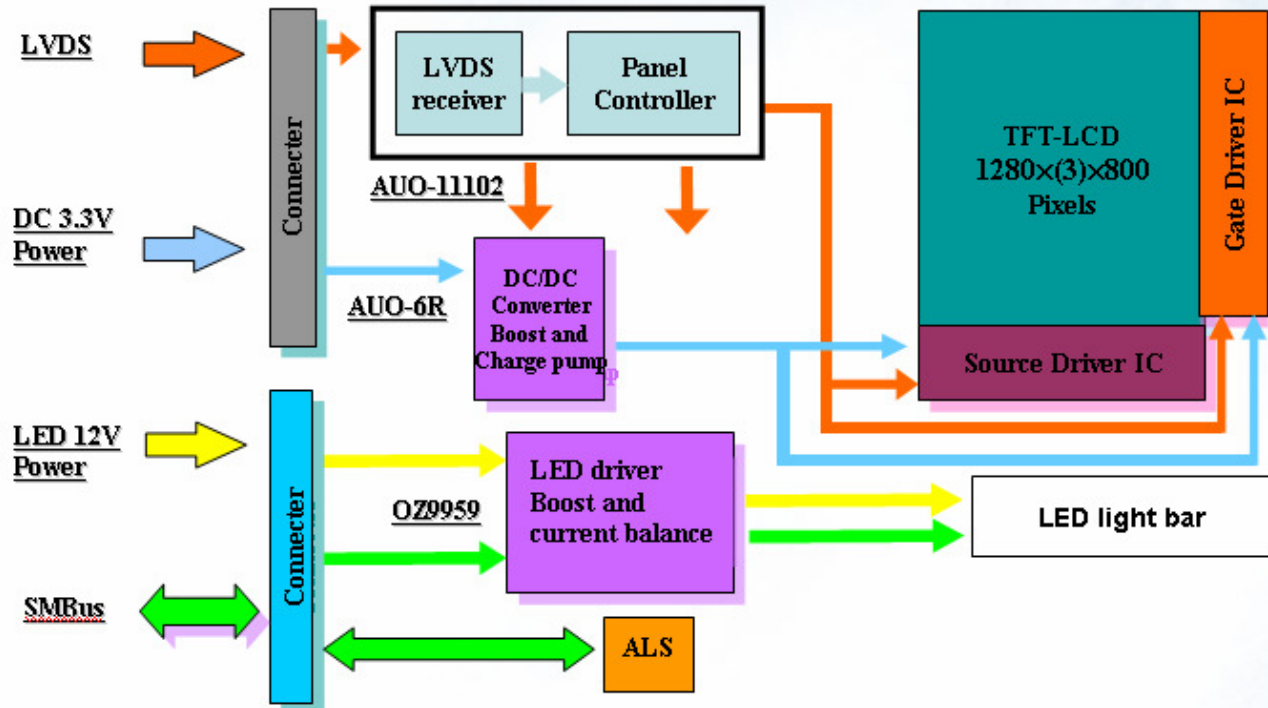 LVDS
Connecter
LVDS
receiver
Panel
Controller
TFT-LCD
1280×(3)×800
Pixels
Gate Driver IC
AUO-11102
DC 3.3V
Power
AUO-6R
DC/DC
Converter
Boost and
Charge pump
Source Driver IC
LED 12V
Power
Connecter
OZ9959
LED driver
Boost and
current balance
LED light bar
SMBus
ALS